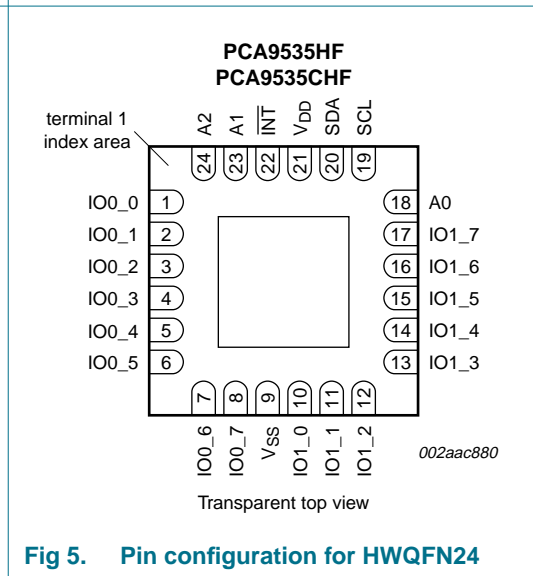 PCA9535HF
PCA9535CHF
terminal 1
index area
A2
A1
INT
VDD
SDA
SCL
24
23
22
21
20
19
IO0_0 1
IO0_1 2
IO0_2 3
IO0_3 4
IO0_4 5
IO0_5 6
18 A0
17 IO1_7
16 IO1_6
15 IO1_5
14 IO1_4
13 IO1_3
7
8
9
10
11
12
IO0_6
IO0_7
VSS
IO1_0
IO1_1
IO1_2
002aac880
Transparent top view
Fig 5. Pin configuration for HWQFN24